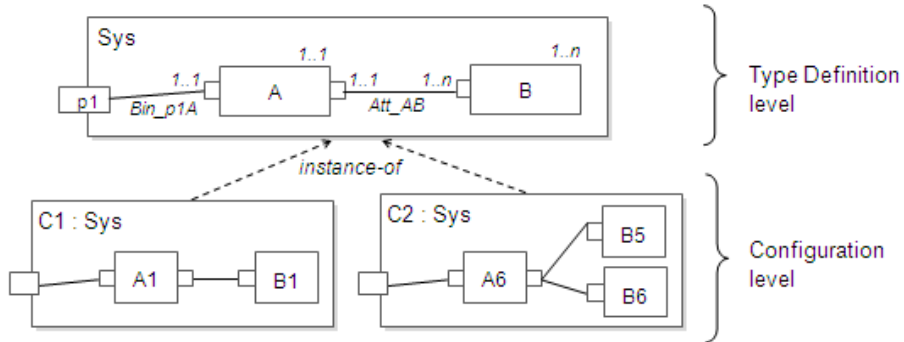 Sys
1..1
1..n
1..1
1..1
1..n
p1
A
B
Bin_p1A
Att_AB
Type Definition
level
instance-of
C1 : Sys
C2 : Sys
A1
B1
A6
B5
B6
Configuration
level